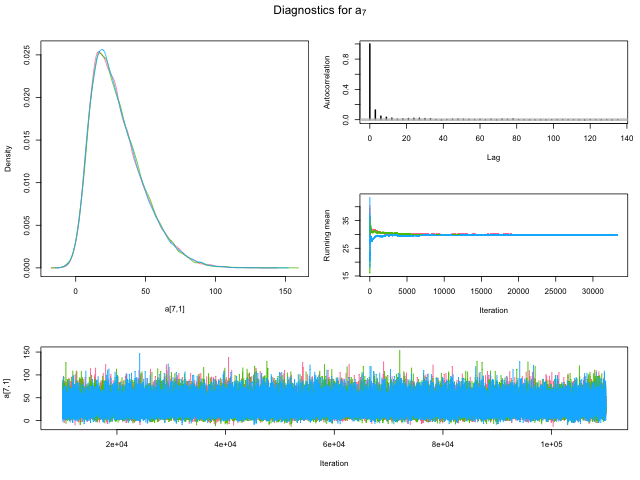 Diagnostics for a₇
Density
0.000 0.005 0.010 0.015 0.020 0.025
0 50 100 150
a[7,1]
Autocorrelation
0.0 0.4 0.8
0 20 40 60 80 100 120 140
Lag
Running mean
15 25 35
0 5000 10000 15000 20000 25000 30000
Iteration
a[7,1]
0 50 100 150
2e+04 4e+04 6e+04 8e+04 1e+05
Iteration